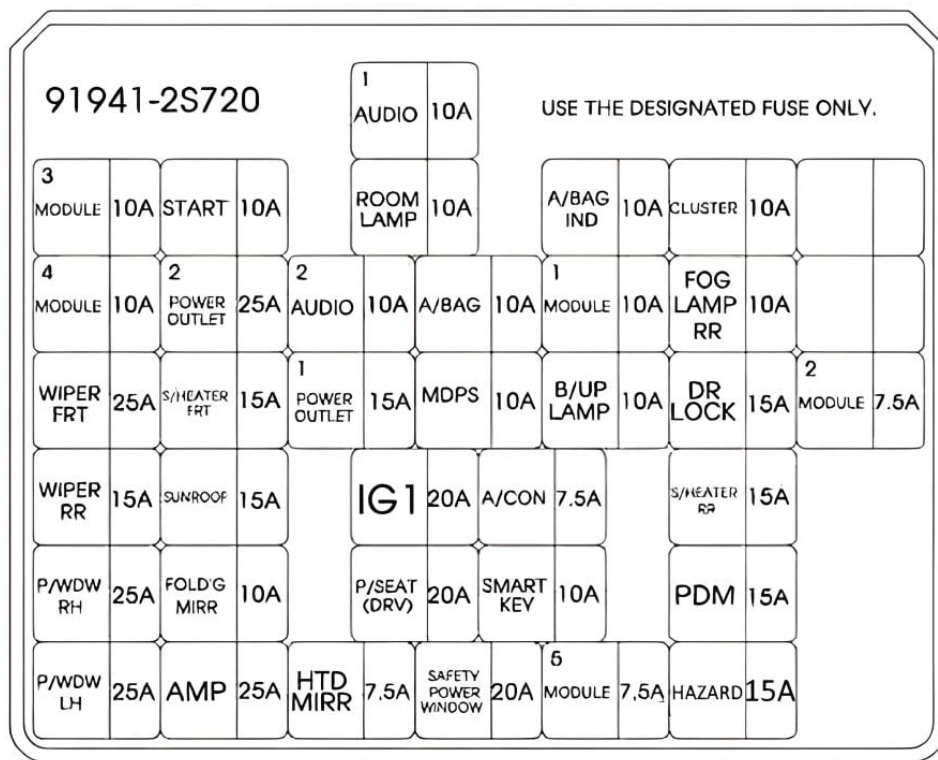 1
AUDIO 10A
91941-2S720
USE THE DESIGNATED FUSE ONLY.
3
MODULE 10A
START 10A
ROOM
LAMP 10A
A/BAG
IND 10A
CLUSTER 10A
4
MODULE 10A
2
POWER
OUTLET 25A
2
AUDIO 10A
A/BAG 10A
1
MODULE 10A
FOG
LAMP
RR 10A
WIPER
FRT 25A
S/HEATER
FRT 15A
1
POWER
OUTLET 15A
MDPS 10A
B/UP
LAMP 10A
DR
LOCK 15A
2
MODULE 7.5A
WIPER
RR 15A
SUNROOF 15A
IG1 20A
A/CON 7.5A
S/HEATER
RR 15A
P/WDW
RH 25A
FOLD'G
MIRR 10A
P/SEAT
(DRV) 20A
SMART
KEY 10A
PDM 15A
P/WDW
LH 25A
AMP 25A
HTD
MIRR 7.5A
SAFETY
POWER
WINDOW 20A
5
MODULE 7.5A
HAZARD 15A